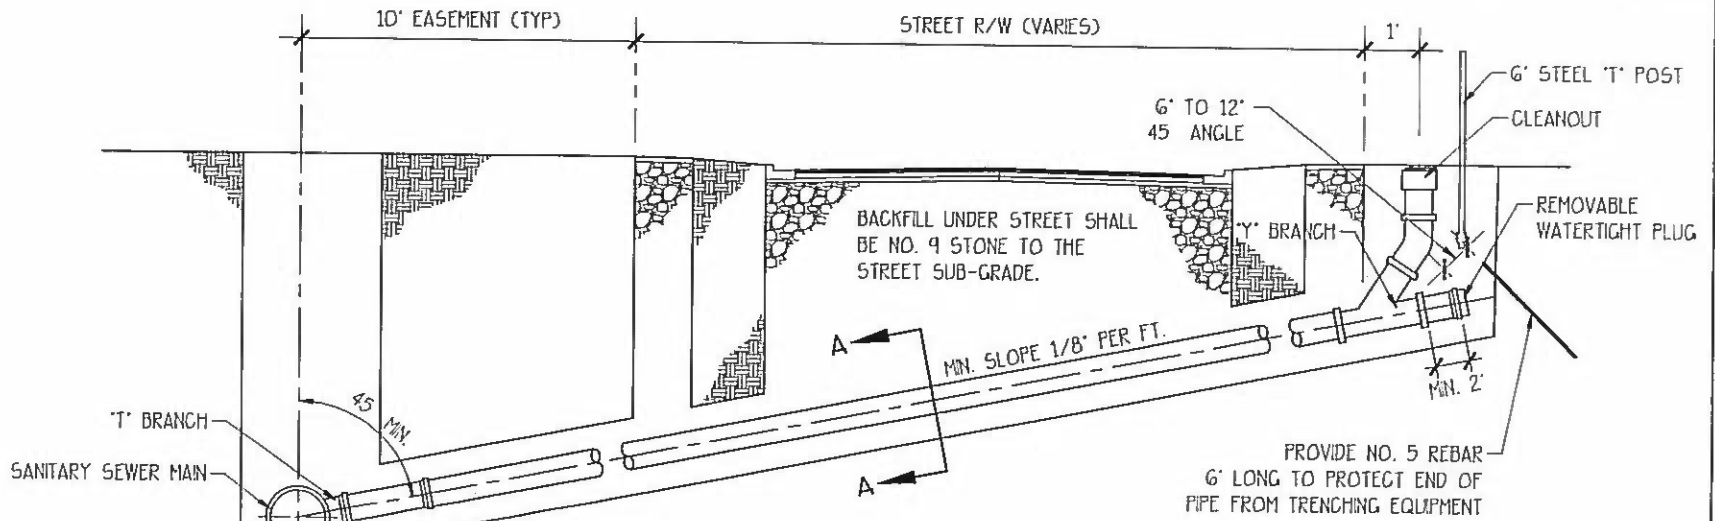 10' EASEMENT (TYP)
STREET R/W (VARIES)
1'
6' STEEL "T" POST
6" TO 12"
45 ANGLE
CLEANOUT
BACKFILL UNDER STREET SHALL
BE NO. 9 STONE TO THE
STREET SUB-GRADE.
"Y" BRANCH
REMOVABLE
WATERTIGHT PLUG
A
MIN. SLOPE 1/8" PER FT.
MIN. 2'
45 MIN.
"T" BRANCH
SANITARY SEWER MAIN
A
PROVIDE NO. 5 REBAR
6' LONG TO PROTECT END OF
PIPE FROM TRENCHING EQUIPMENT